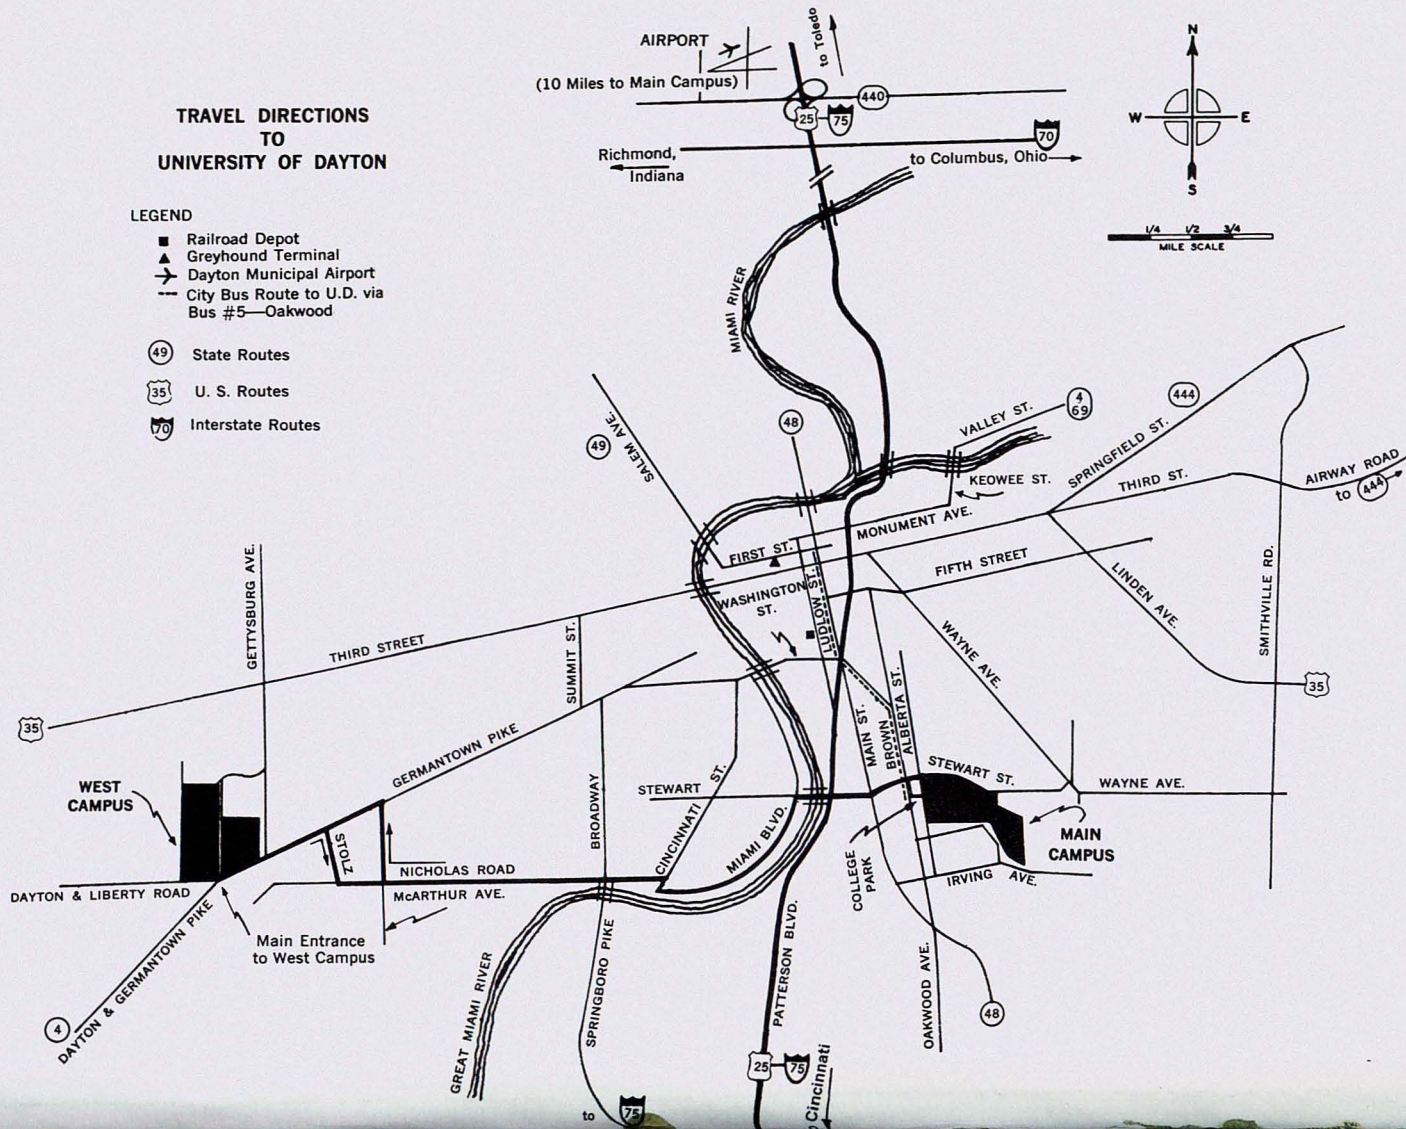 TRAVEL DIRECTIONS
TO
UNIVERSITY OF DAYTON
LEGEND
Railroad Depot
Greyhound Terminal
Dayton Municipal Airport
City Bus Route to U.D. via
Bus #5—Oakwood
49 State Routes
35 U. S. Routes
70 Interstate Routes
AIRPORT
(10 Miles to Main Campus)
to Toledo
440
25 75
70
Richmond,
Indiana
to Columbus, Ohio
N
W E
S
1/4 1/2 3/4
MILE SCALE
MIAMI RIVER
SALEM AVE.
49
48
VALLEY ST.
4
69
KEOWEE ST.
444
SPRINGFIELD ST.
THIRD ST.
AIRWAY ROAD
to 444
MONUMENT AVE.
FIRST ST.
FIFTH STREET
WASHINGTON
ST.
LUDLOW ST.
LINDEN AVE.
SMITHVILLE RD.
35
WAYNE AVE.
GETTYSBURG AVE.
THIRD STREET
SUMMIT ST.
35
GERMANTOWN PIKE
MAIN ST.
BROWN
ALBERTA ST.
STEWART ST.
WAYNE AVE.
WEST
CAMPUS
STEWART
BROADWAY
CINCINNATI ST.
MIAMI BLVD.
STOLZ
NICHOLAS ROAD
McARTHUR AVE.
COLLEGE
PARK
MAIN
CAMPUS
IRVING AVE.
DAYTON & LIBERTY ROAD
Main Entrance
to West Campus
4
DAYTON & GERMANTOWN PIKE
GREAT MIAMI RIVER
SPRINGBORO PIKE
PATTERSON BLVD.
OAKWOOD AVE.
48
25 75
to 75
Cincinnati